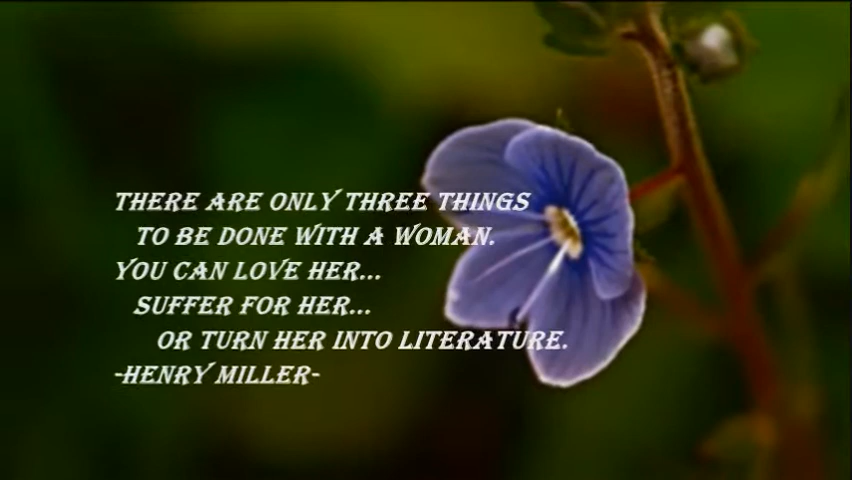 THERE ARE ONLY THREE THINGS
TO BE DONE WITH A WOMAN.
YOU CAN LOVE HER...
SUFFER FOR HER...
OR TURN HER INTO LITERATURE.
-HENRY MILLER-